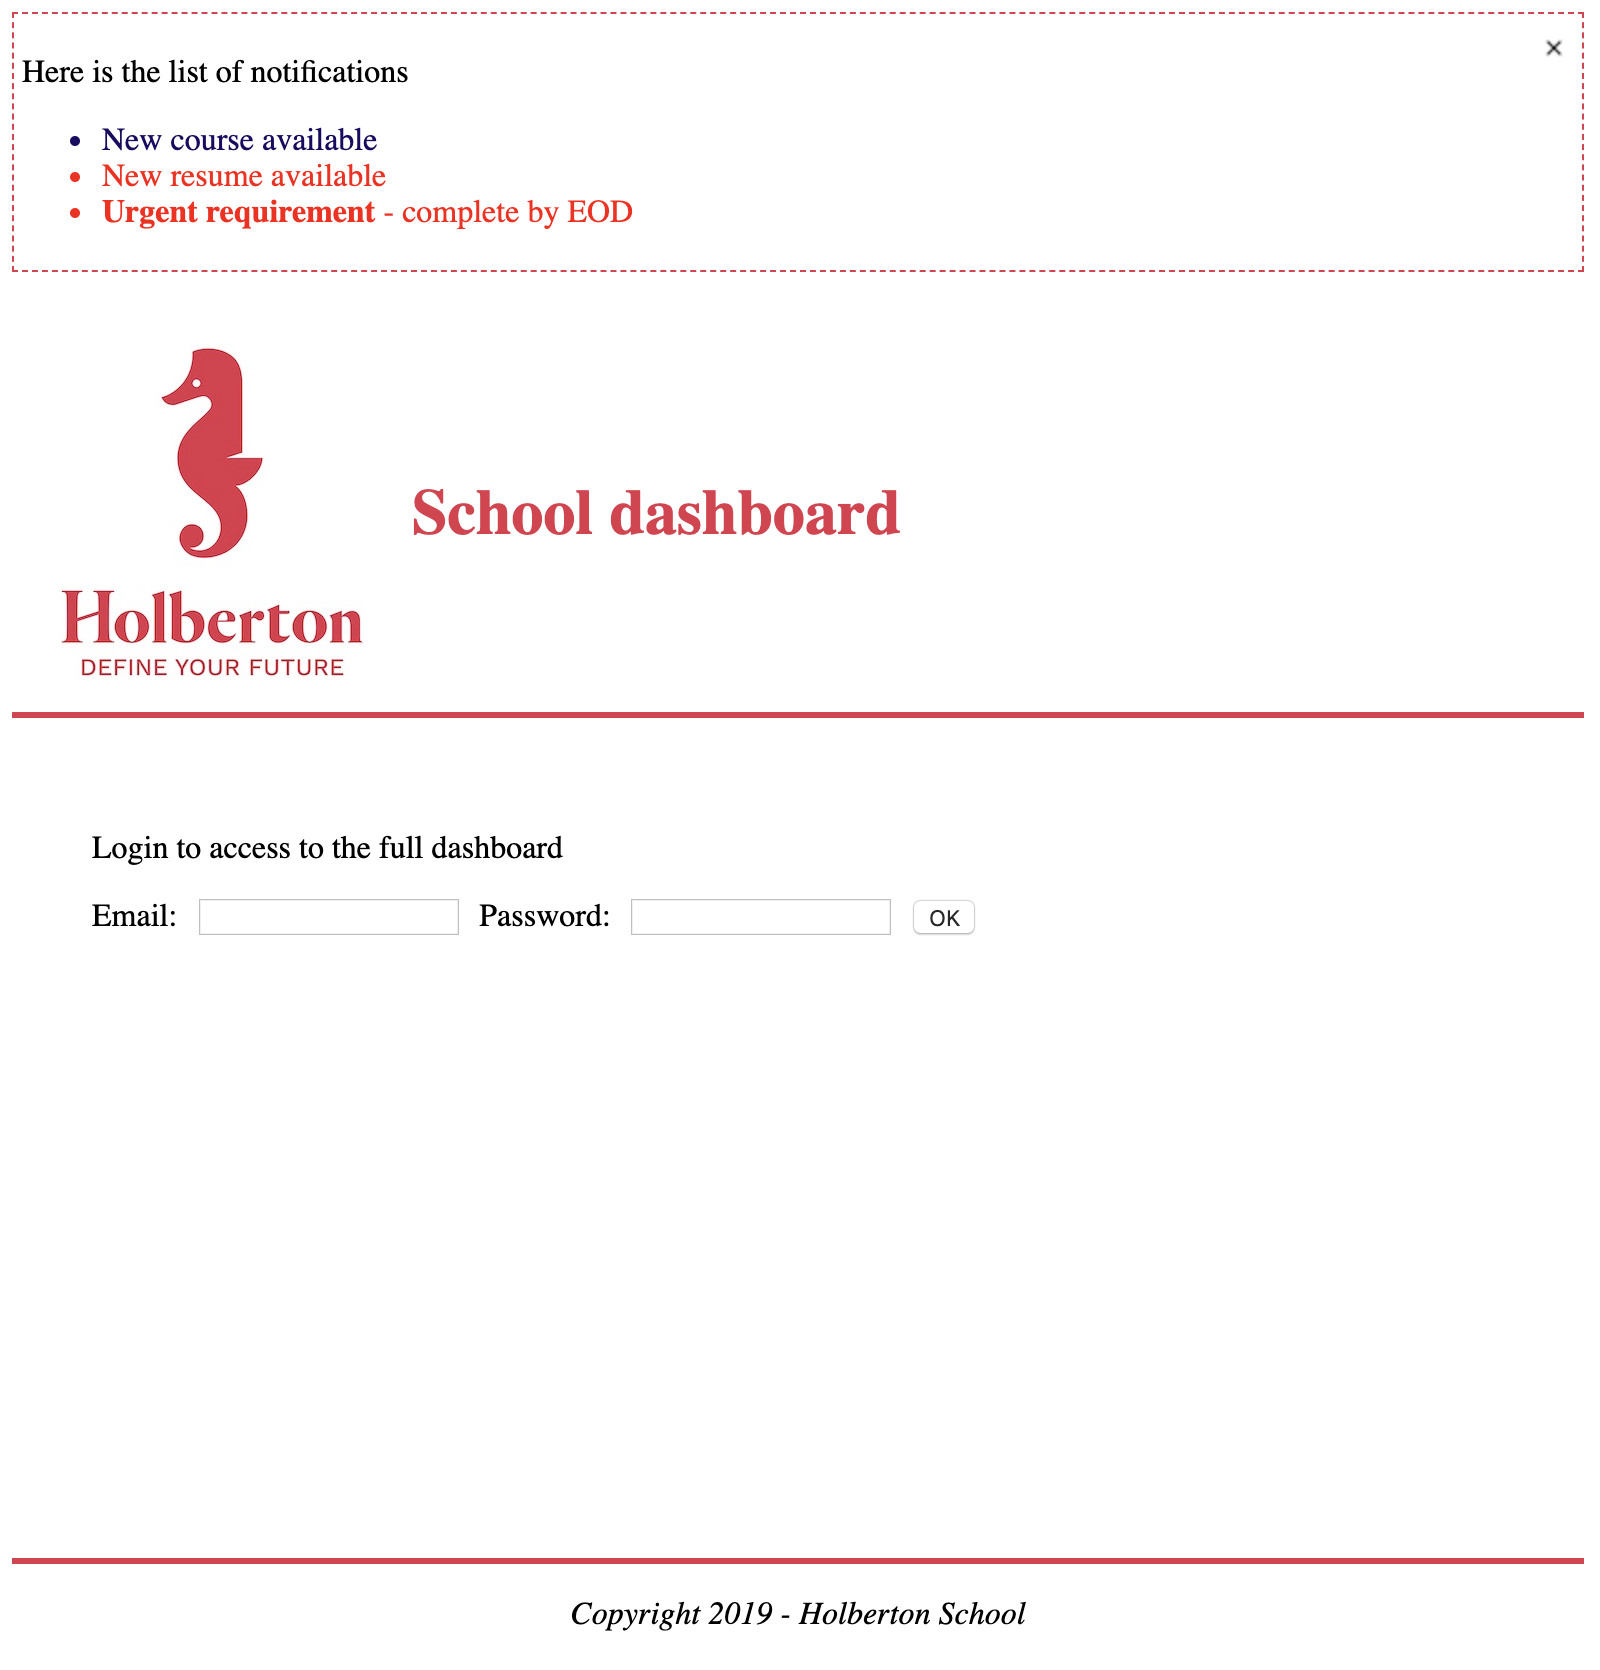 Here is the list of notifications
New course available
New resume available
Urgent requirement - complete by EOD
School dashboard
Holberton
DEFINE YOUR FUTURE
Login to access to the full dashboard
Email: Password: OK
Copyright 2019 - Holberton School